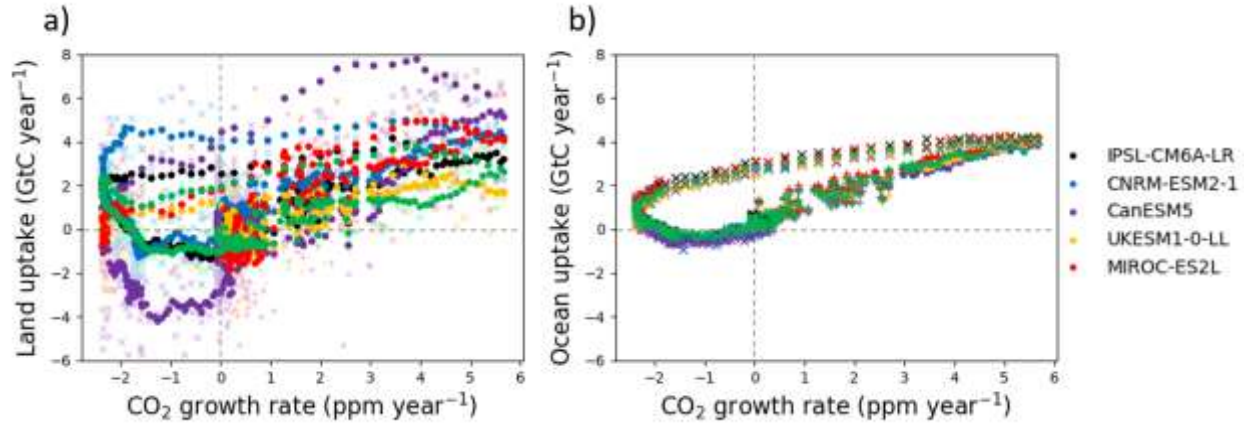 a)
8
6
4
2
0
−2
−4
−6
Land uptake (GtC year⁻¹)
−2 −1 0 1 2 3 4 5 6
CO₂ growth rate (ppm year⁻¹)
b)
8
6
4
2
0
−2
−4
−6
Ocean uptake (GtC year⁻¹)
−2 −1 0 1 2 3 4 5 6
CO₂ growth rate (ppm year⁻¹)
IPSL-CM6A-LR
CNRM-ESM2-1
CanESM5
UKESM1-0-LL
MIROC-ES2L